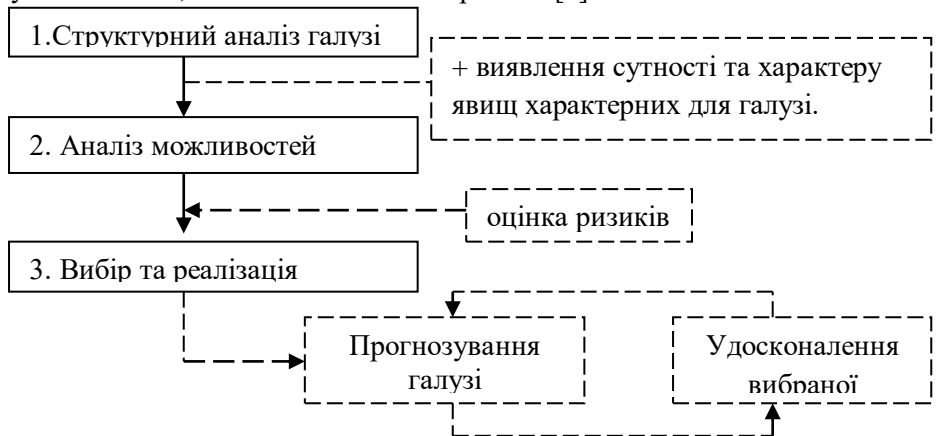 1.Структурний аналіз галузі
+ виявлення сутності та характеру
явищ характерних для галузі.
2. Аналіз можливостей
оцінка ризиків
3. Вибір та реалізація
Прогнозування
галузі
Удосконалення
вибраної